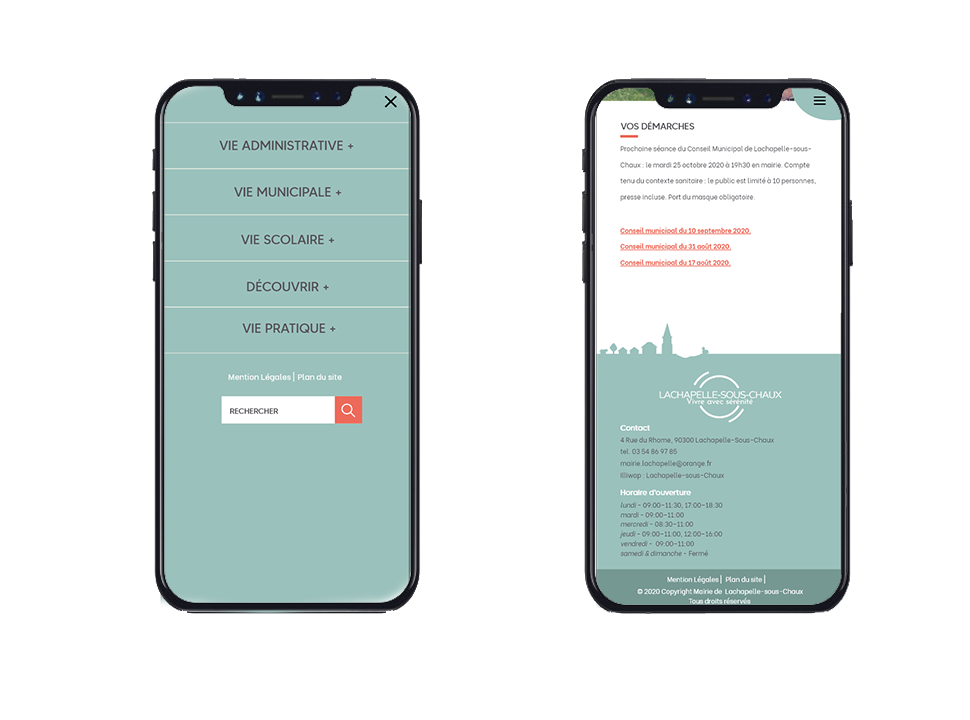 VIE ADMINISTRATIVE +
VIE MUNICIPALE +
VIE SCOLAIRE +
DÉCOUVRIR +
VIE PRATIQUE +
Mention Légales | Plan du site
RECHERCHER
VOS DÉMARCHES
Prochaine séance du Conseil Municipal de Lachapelle-sous-
Chaux : le mardi 25 octobre 2020 à 19h30 en mairie. Compte
tenu du contexte sanitaire : le public est limité à 10 personnes,
presse incluse. Port du masque obligatoire.
Conseil municipal du 10 septembre 2020.
Conseil municipal du 31 août 2020.
Conseil municipal du 17 août 2020.
LACHAPELLE-SOUS-CHAUX
Vivre avec sérénité
Contact
4 Rue du Rhome, 90300 Lachapelle-Sous-Chaux
tel. 03 54 86 97 85
mairie.lachapelle@orange.fr
Illiwap : Lachapelle-sous-Chaux
Horaire d'ouverture
lundi - 09:00-11:30, 17:00-18:30
mardi - 09:00-11:00
mercredi - 08:30-11:00
jeudi - 09:00-11:00, 12:00-16:00
vendredi - 09:00-11:00
samedi & dimanche - Fermé
Mention Légales | Plan du site |
© 2020 Copyright Mairie de Lachapelle-sous-Chaux
Tous droits réservés